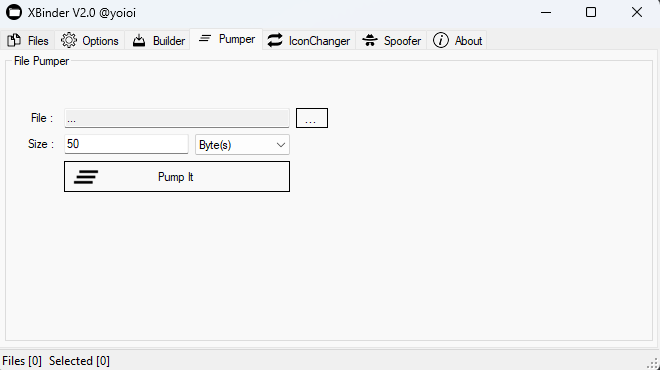 XBinder V2.0 @yoioi
Files Options Builder Pumper IconChanger Spoofer About
File Pumper
File : ... ...
Size : 50 Byte(s)
Pump It
Files [0] Selected [0]